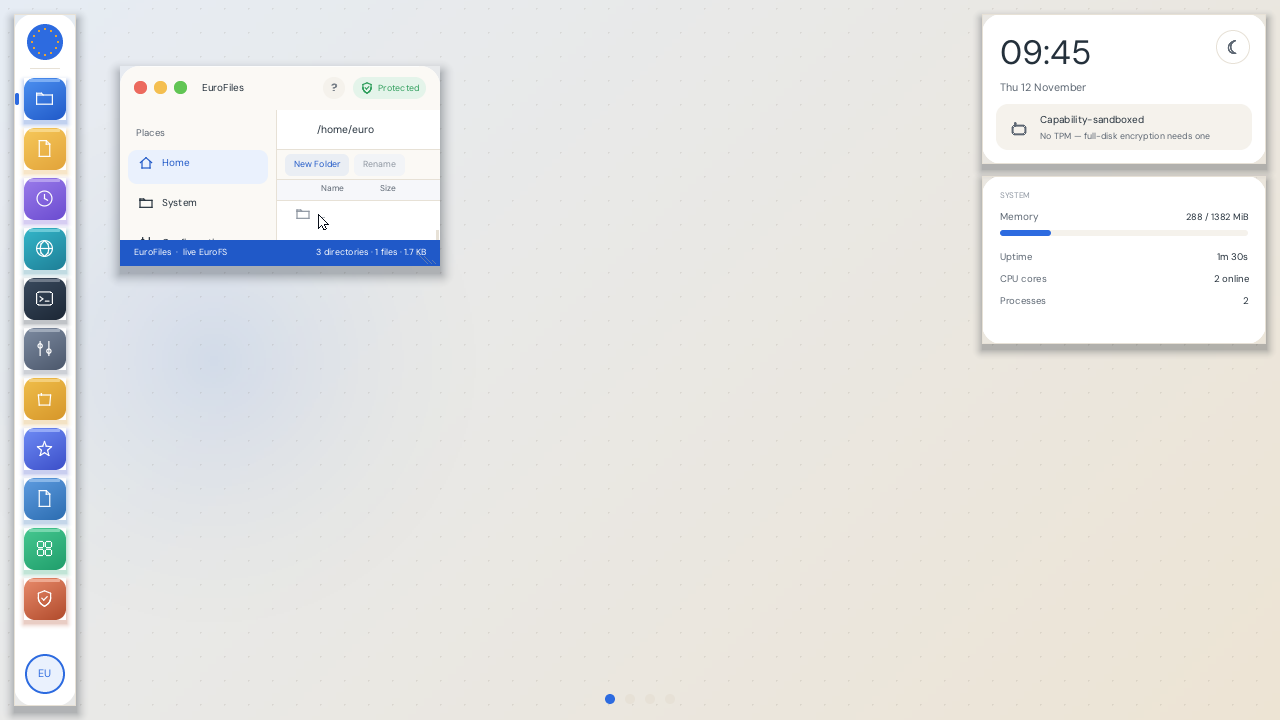 EuroFiles
?
Protected
Places
Home
System
/home/euro
New Folder Rename
Name Size
EuroFiles · live EuroFS
3 directories · 1 files · 1.7 KB
EU
09:45
Thu 12 November
Capability-sandboxed
No TPM — full-disk encryption needs one
SYSTEM
Memory 288 / 1382 MiB
Uptime 1m 30s
CPU cores 2 online
Processes 2